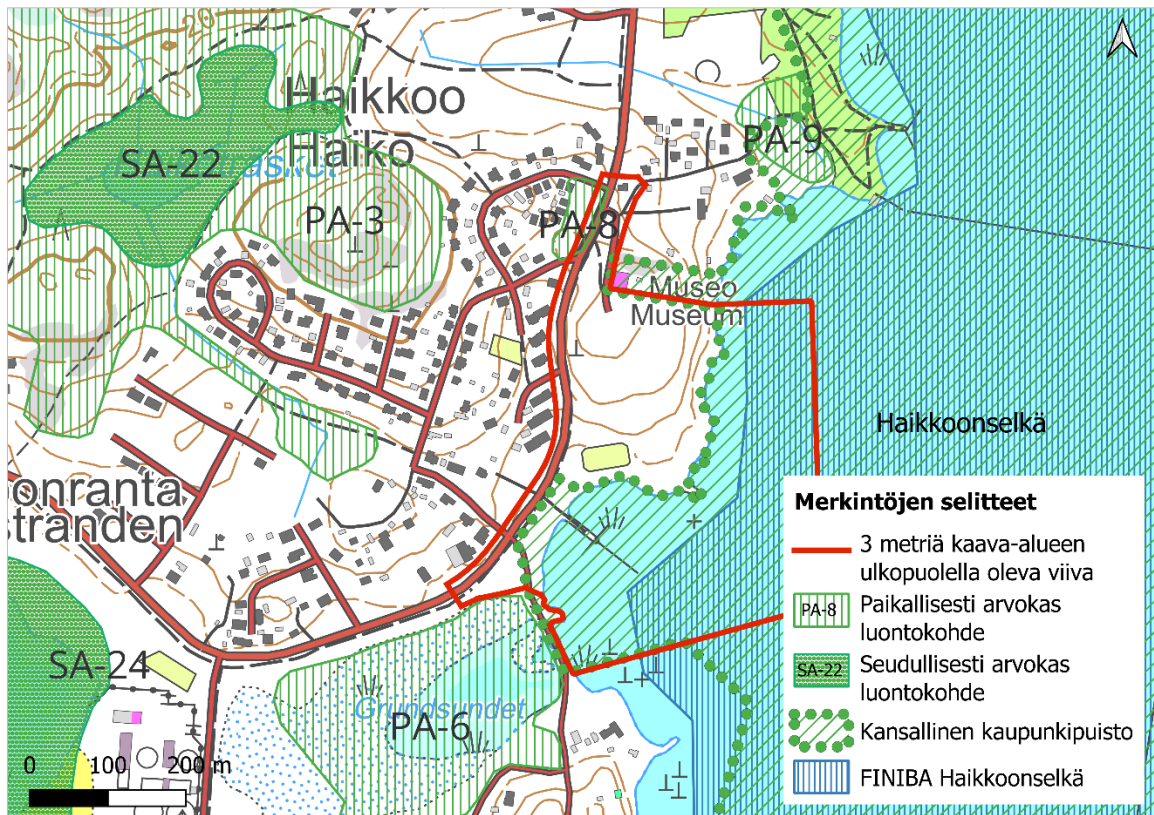 20
Haikkoo
Haiko
SA-22
PA-9
PA-3
PA-8
Museo
Museum
Haikkoonselkä
onranta
stranden
SA-24
Grundsundet
PA-6
0 100 200 m
Merkintöjen selitteet
3 metriä kaava-alueen
ulkopuolella oleva viiva
PA-8 Paikallisesti arvokas
luontokohde
SA-22 Seudullisesti arvokas
luontokohde
Kansallinen kaupunkipuisto
FINIBA Haikkoonselkä